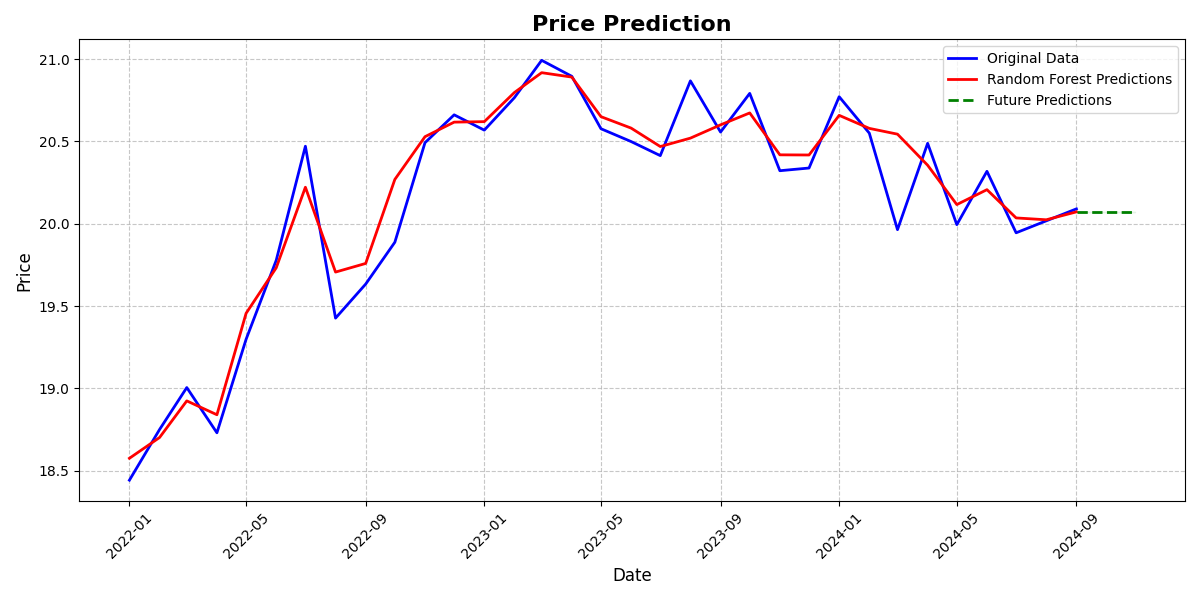 Price Prediction
Original Data
Random Forest Predictions
Future Predictions
Price
21.0
20.5
20.0
19.5
19.0
18.5
2022-01
2022-05
2022-09
2023-01
2023-05
2023-09
2024-01
2024-05
2024-09
Date